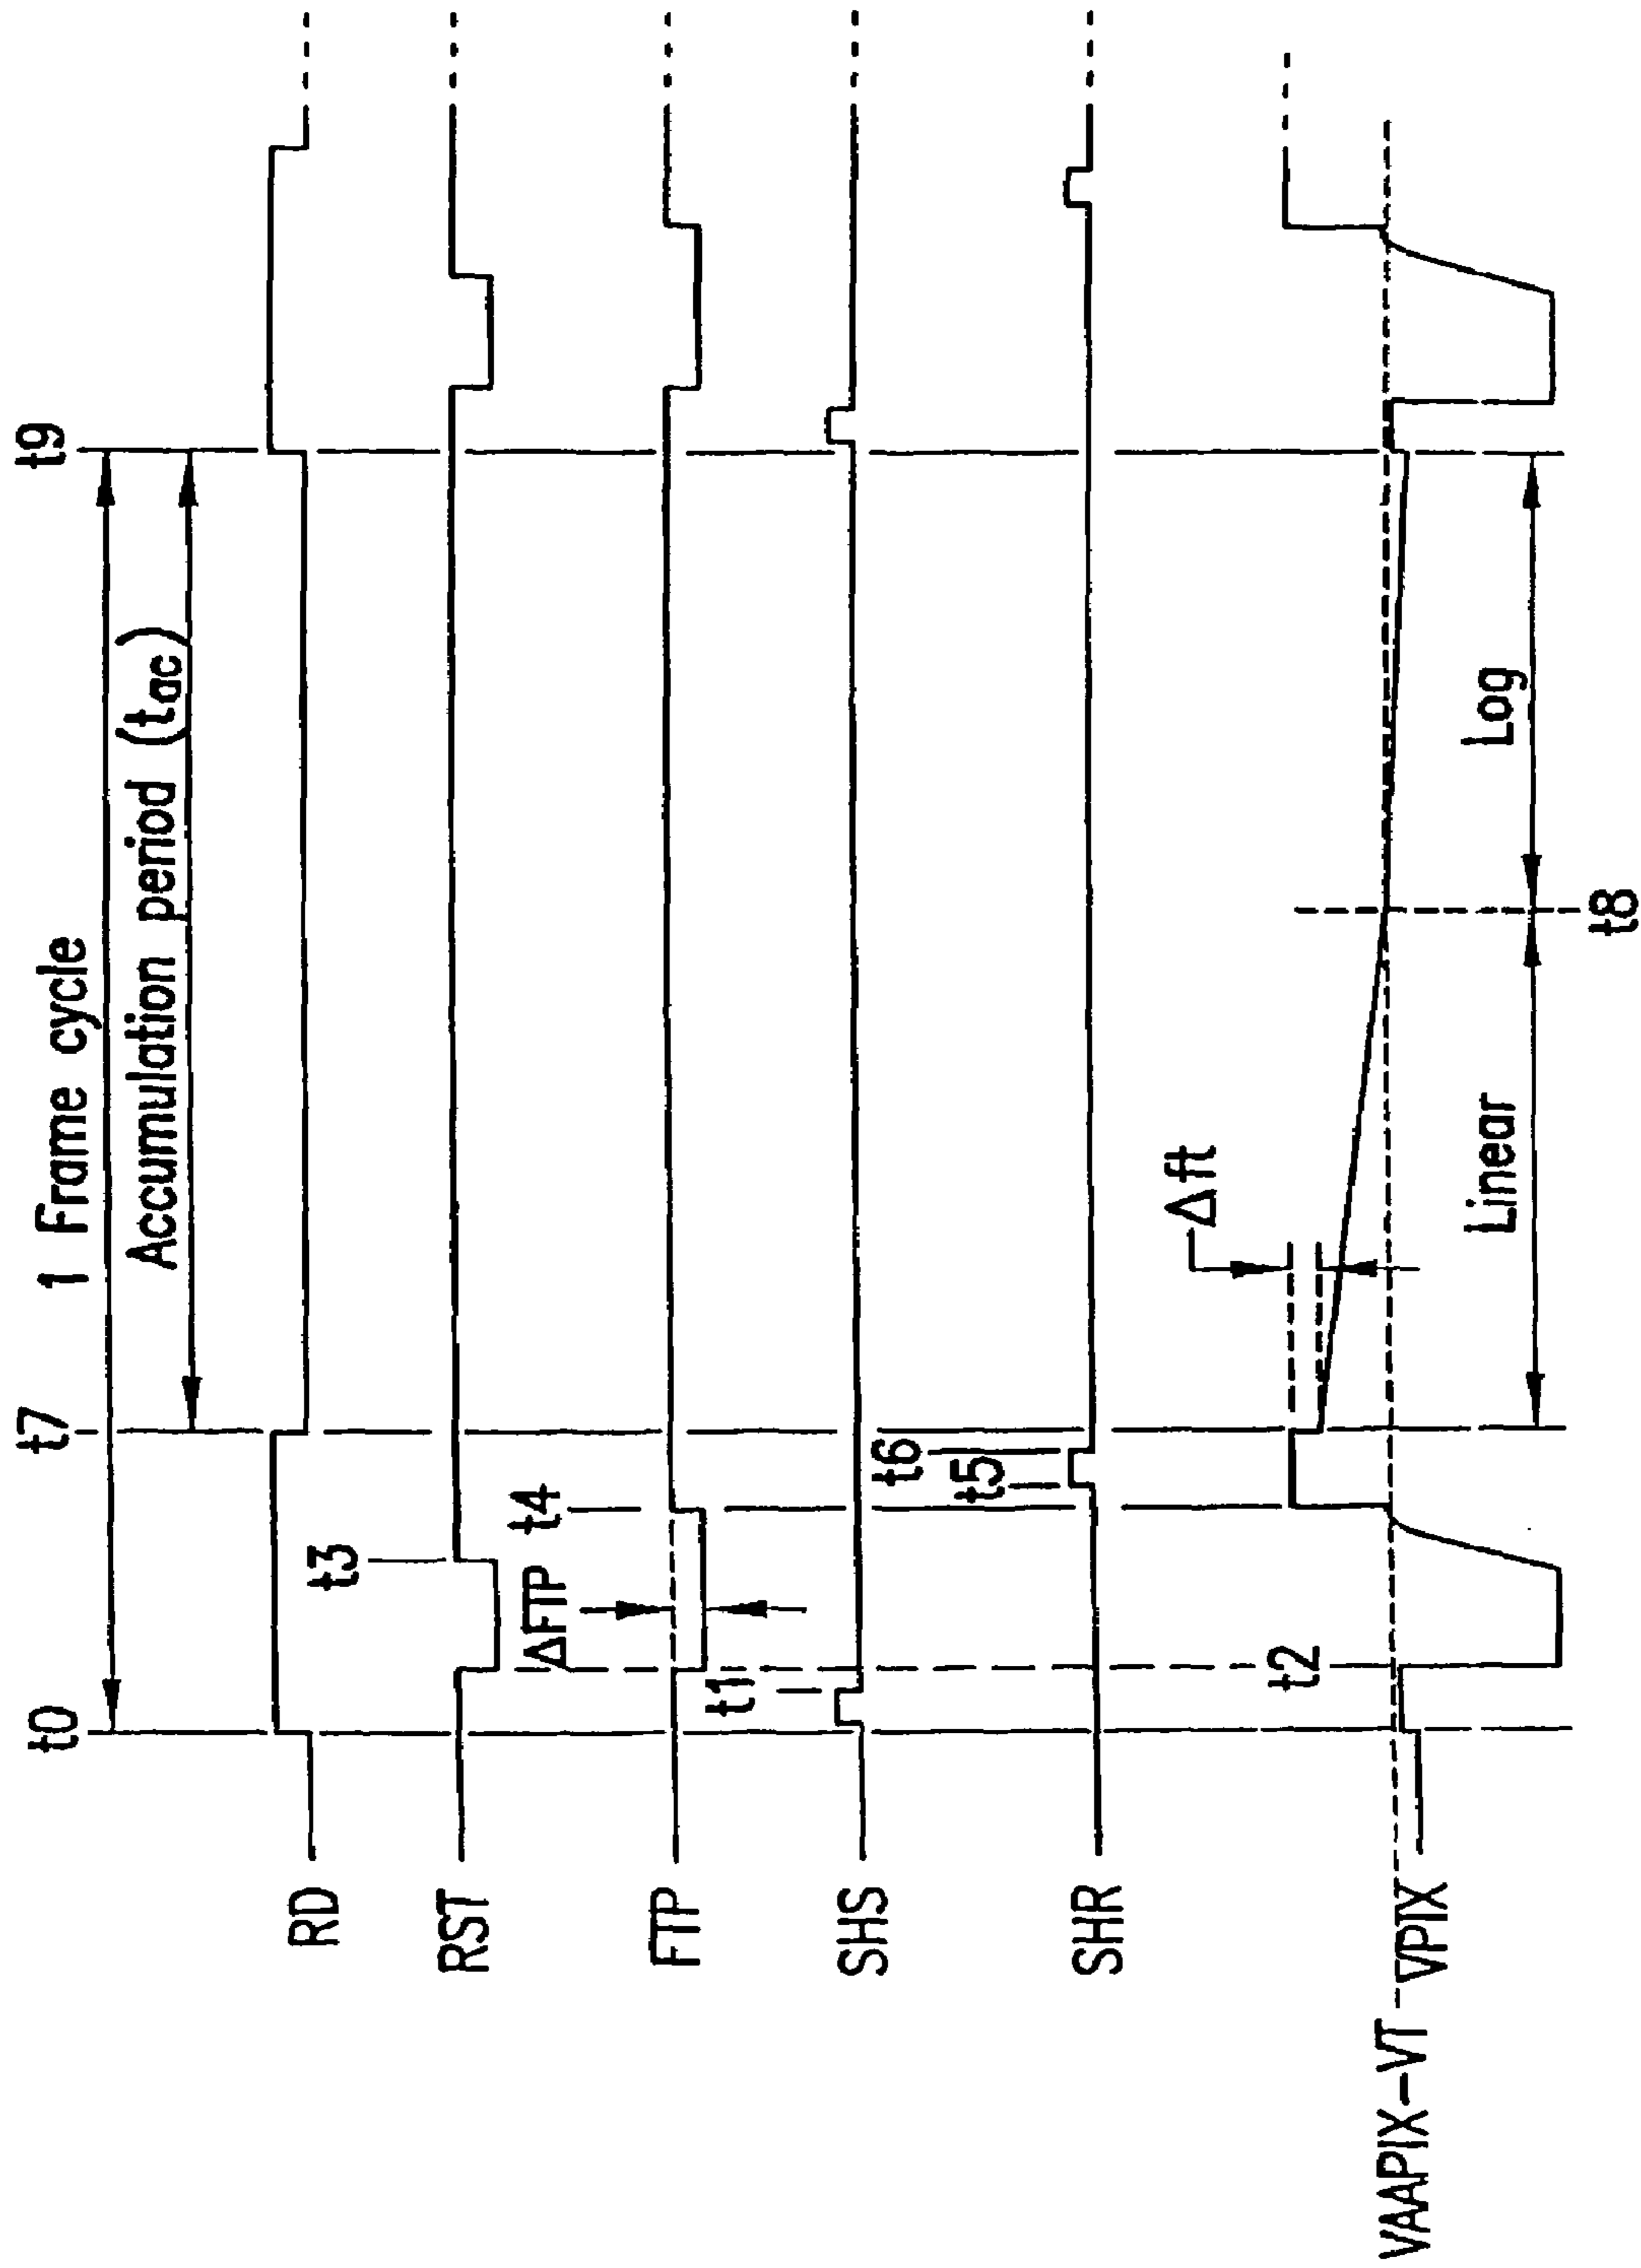 1 Frame cycle
Accumulation period (tac)
t0
t7
t9
RD
t3
RST
ΔFTP
t4
FTP
t1
SHS
t6
t5
SHR
t2
Δft
VAAPIX-VT
VPIX
Linear
Log
t8